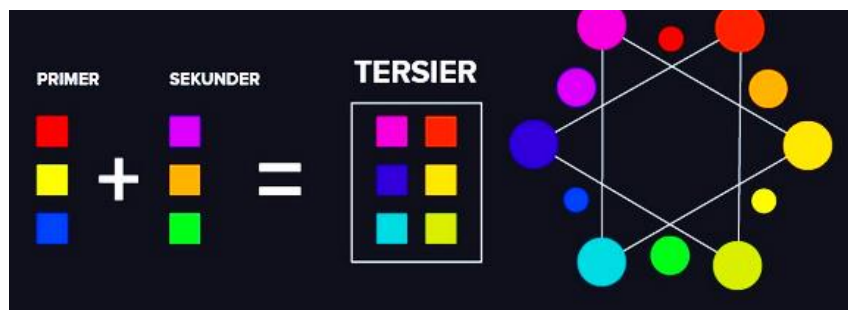 PRIMER
SEKUNDER
TERSIER
+
=